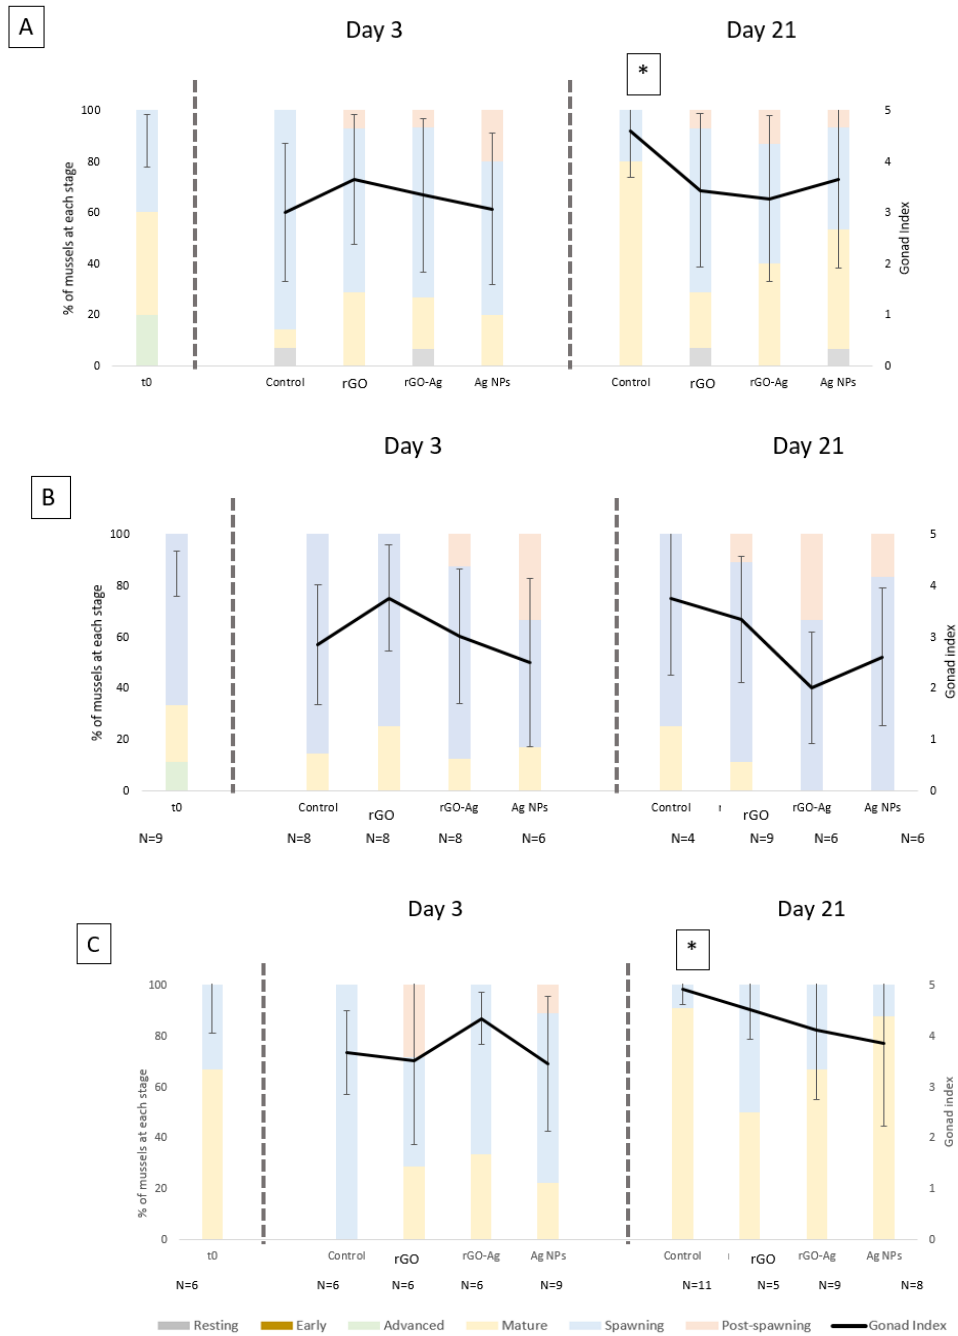 A
Day 3
Day 21
*
% of mussels at each stage
100
80
60
40
20
0
5
4
3
2
1
0
Gonad Index
t0
Control
rGO
rGO-Ag
Ag NPs
Control
rGO
rGO-Ag
Ag NPs
Day 3
Day 21
B
% of mussels at each stage
100
80
60
40
20
0
5
4
3
2
1
0
Gonad index
t0
Control
rGO
rGO-Ag
Ag NPs
Control
rGO
rGO-Ag
Ag NPs
N=9
N=8
N=8
N=8
N=6
N=4
N=9
N=6
N=6
Day 3
Day 21
C
*
% of mussels at each stage
100
80
60
40
20
0
5
4
3
2
1
0
Gonad index
t0
Control
rGO
rGO-Ag
Ag NPs
Control
rGO
rGO-Ag
Ag NPs
N=6
N=6
N=6
N=6
N=9
N=11
N=5
N=9
N=8
Resting Early Advanced Mature Spawning Post-spawning Gonad Index